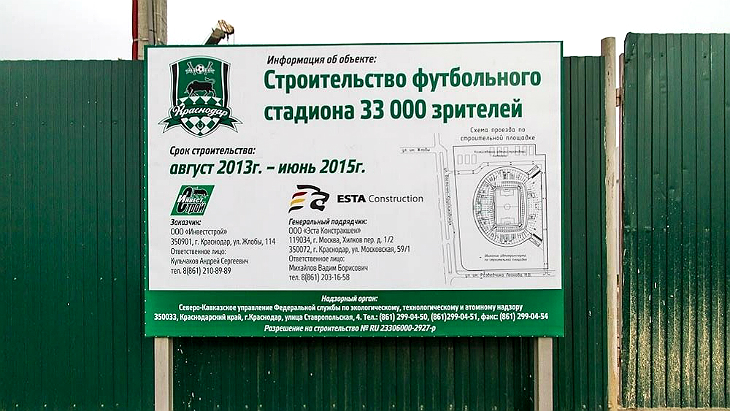 Краснодар
Информация об объекте:
Строительство футбольного
стадиона 33 000 зрителей
Срок строительства:
август 2013г. – июнь 2015г.
Инвест
Строй
Заказчик:
ООО «Инвестстрой»
350901, г. Краснодар, ул. Жлобы, 114
Ответственное лицо:
Кульчаков Андрей Сергеевич
тел. 8(861) 210-89-89
ESTA Construction
Генеральный подрядчик:
ООО «Эста Констракшен»
119034, г. Москва, Хилков пер. д. 1/2
350072, г. Краснодар, ул. Московская, 59/1
Ответственное лицо:
Михайлов Вадим Борисович
тел. 8(861) 203-16-58
Схема проезда по
строительной площадке
Надзорный орган:
Северо-Кавказское управление Федеральной службы по экологическому, технологическому и атомному надзору
350033, Краснодарский край, г.Краснодар, улица Ставропольская, 4. Тел.: (861) 299-04-50, (861)299-04-51, факс: (861) 299-04-54
Разрешение на строительство № RU 23306000-2927-р